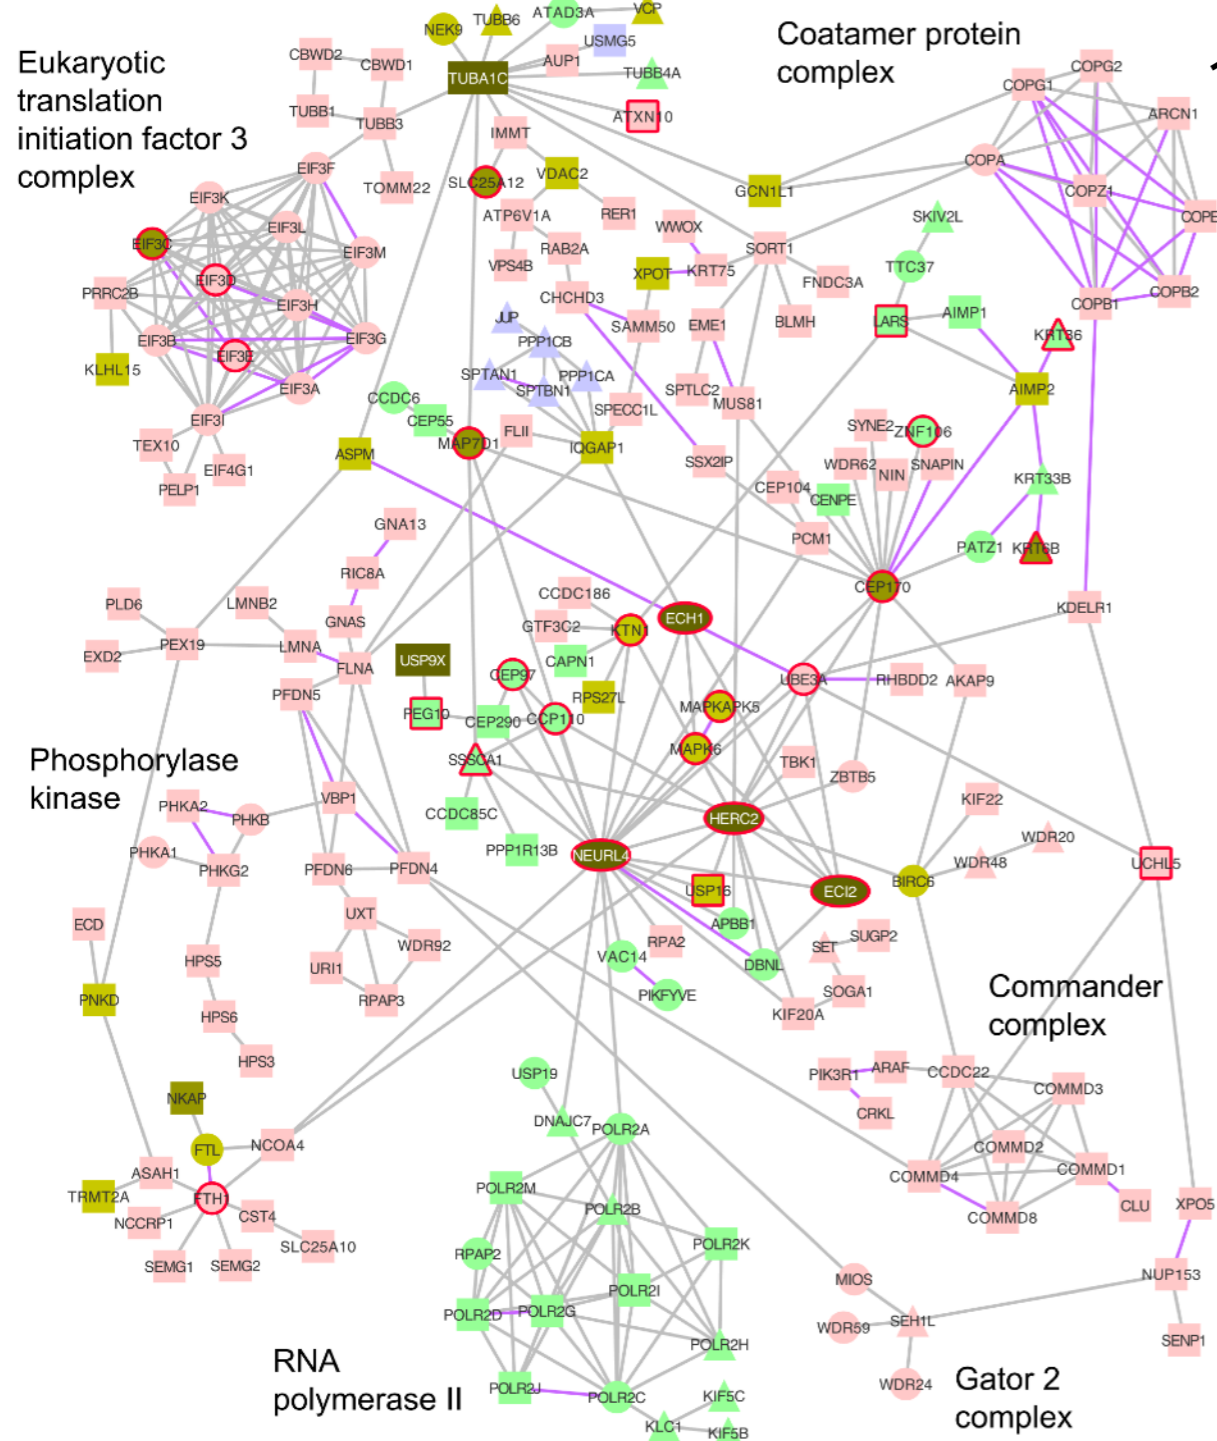 ATAD3A
VCP
NEK9
TUBB6
USMG5
Coatamer protein
complex
Eukaryotic
translation
initiation factor 3
complex
CBWD2
CBWD1
TUBA1C
AUP1
TUBB4A
COPG1
COPG2
TUBB1
TUBB3
ATXN10
ARCN1
IMMT
EIF3F
TOMM22
SLC25A12
VDAC2
GCN1L1
COPA
COPZ1
EIF3K
EIF3L
ATP6V1A
RER1
WWOX
SKIV2L
EIF3C
EIF3M
VPS4B
RAB2A
SORT1
TTC37
EIF3D
XPOT
KRT75
FNDC3A
PRRC2B
EIF3H
CHCHD3
SAMM50
EME1
BLMH
COPB1
COPB2
JUP
PPP1CB
LARS
AIMP1
KRT36
EIF3B
EIF3E
EIF3G
KLHL15
EIF3A
SPTAN1
PPP1CA
SPTBN1
SPTLC2
MUS81
AIMP2
CCDC6
CEP55
SPECC1L
EIF3I
FLII
SYNE2
ZNF106
TEX10
EIF4G1
ASPM
MAP7D1
IQGAP1
SSX2IP
WDR62
NIN
SNAPIN
PELP1
CEP104
CENPE
KRT33B
GNA13
PCM1
PATZ1
KRT6B
RIC8A
CEP170
PLD6
LMNB2
GNAS
CCDC186
KDELR1
EXD2
PEX19
LMNA
FLNA
GTF3C2
KTN1
ECH1
USP9X
CAPN1
CEP97
UBE3A
RHBDD2
AKAP9
PFDN5
RPS27L
PEG10
CEP290
CCP110
MAPKAPK5
MAPK6
Phosphorylase
kinase
SSSCA1
TBK1
ZBTB5
PHKA2
PHKB
VBP1
CCDC85C
HERC2
KIF22
WDR20
PHKA1
PHKG2
PFDN6
PFDN4
PPP1R13B
NEURL4
WDR48
UCHL5
USP16
ECI2
BIRC6
ECD
UXT
WDR92
APBB1
RPA2
SET
SUGP2
HPS5
URI1
VAC14
DBNL
PNKD
RPAP3
PIKFYVE
SOGA1
KIF20A
Commander
complex
HPS6
HPS3
USP19
PIK3R1
ARAF
CCDC22
COMMD3
NKAP
CRKL
DNAJC7
POLR2A
FTL
NCOA4
COMMD2
ASAH1
COMMD4
COMMD1
TRMT2A
FTH1
POLR2M
POLR2B
CLU
XPO5
NCCRP1
CST4
COMMD8
SLC25A10
RPAP2
POLR2K
SEMG1
SEMG2
POLR2I
MIOS
NUP153
POLR2D
POLR2G
WDR59
SEH1L
POLR2H
SENP1
RNA
polymerase II
POLR2J
POLR2C
KIF5C
WDR24
Gator 2
complex
KLC1
KIF5B